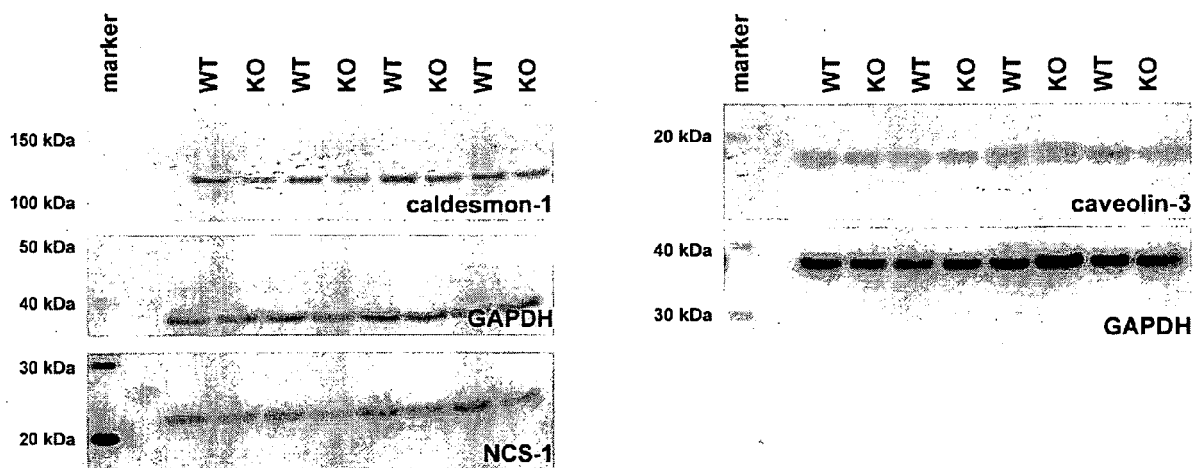 marker WT KO WT KO WT KO WT KO
150 kDa
100 kDa
caldesmon-1
50 kDa
40 kDa
GAPDH
30 kDa
20 kDa
NCS-1
marker WT KO WT KO WT KO WT KO
20 kDa
caveolin-3
40 kDa
30 kDa
GAPDH